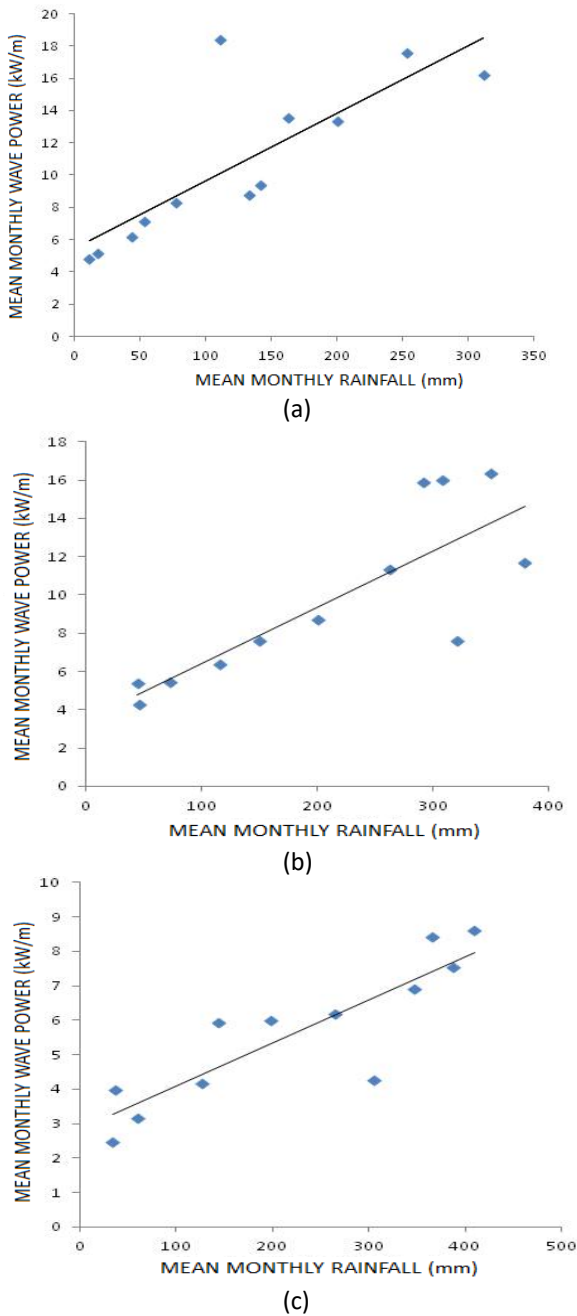 MEAN MONTHLY WAVE POWER (kW/m)
20
18
16
14
12
10
8
6
4
2
0
0 50 100 150 200 250 300 350
MEAN MONTHLY RAINFALL (mm)
(a)
MEAN MONTHLY WAVE POWER (kW/m)
18
16
14
12
10
8
6
4
2
0
0 100 200 300 400
MEAN MONTHLY RAINFALL (mm)
(b)
MEAN MONTHLY WAVE POWER (kW/m)
10
9
8
7
6
5
4
3
2
1
0
0 100 200 300 400 500
MEAN MONTHLY RAINFALL (mm)
(c)